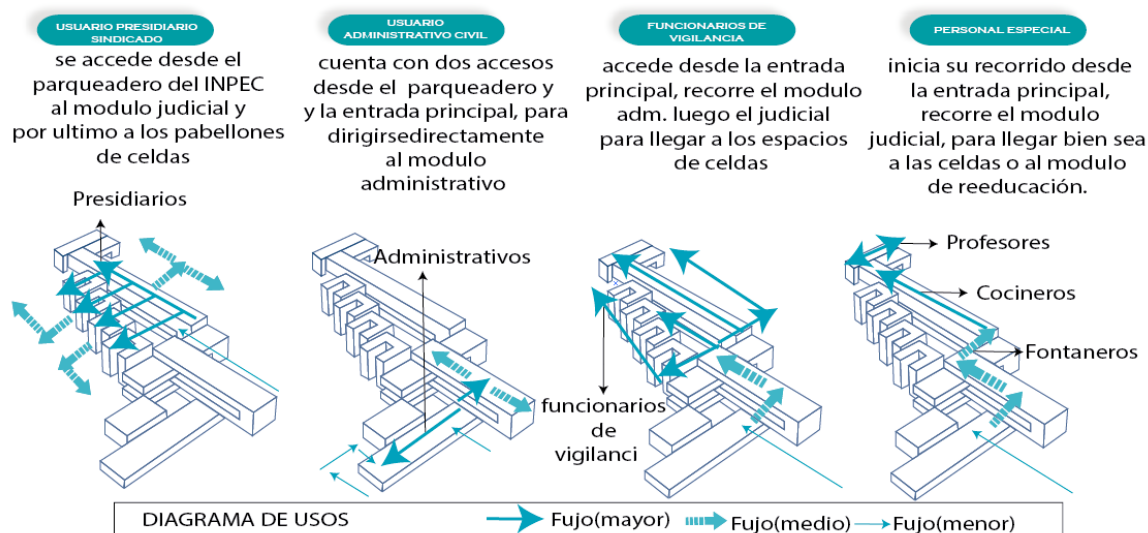 USUARIO PRESIDIARIO
SINDICADO
se accede desde el
parqueadero del INPEC
al modulo judicial y
por ultimo a los pabellones
de celdas
Presidiarios
USUARIO
ADMINISTRATIVO CIVIL
cuenta con dos accesos
desde el parqueadero y
y la entrada principal, para
dirigirsedirectamente
al modulo
administrativo
Administrativos
FUNCIONARIOS DE
VIGILANCIA
accede desde la entrada
principal, recorre el modulo
adm. luego el judicial
para llegar a los espacios
de celdas
funcionarios
de
vigilanci
PERSONAL ESPECIAL
inicia su recorrido desde
la entrada principal,
recorre el modulo
judicial, para llegar bien sea
a las celdas o al modulo
de reeducación.
Profesores
Cocineros
Fontaneros
DIAGRAMA DE USOS
Fujo(mayor)
Fujo(medio)
Fujo(menor)